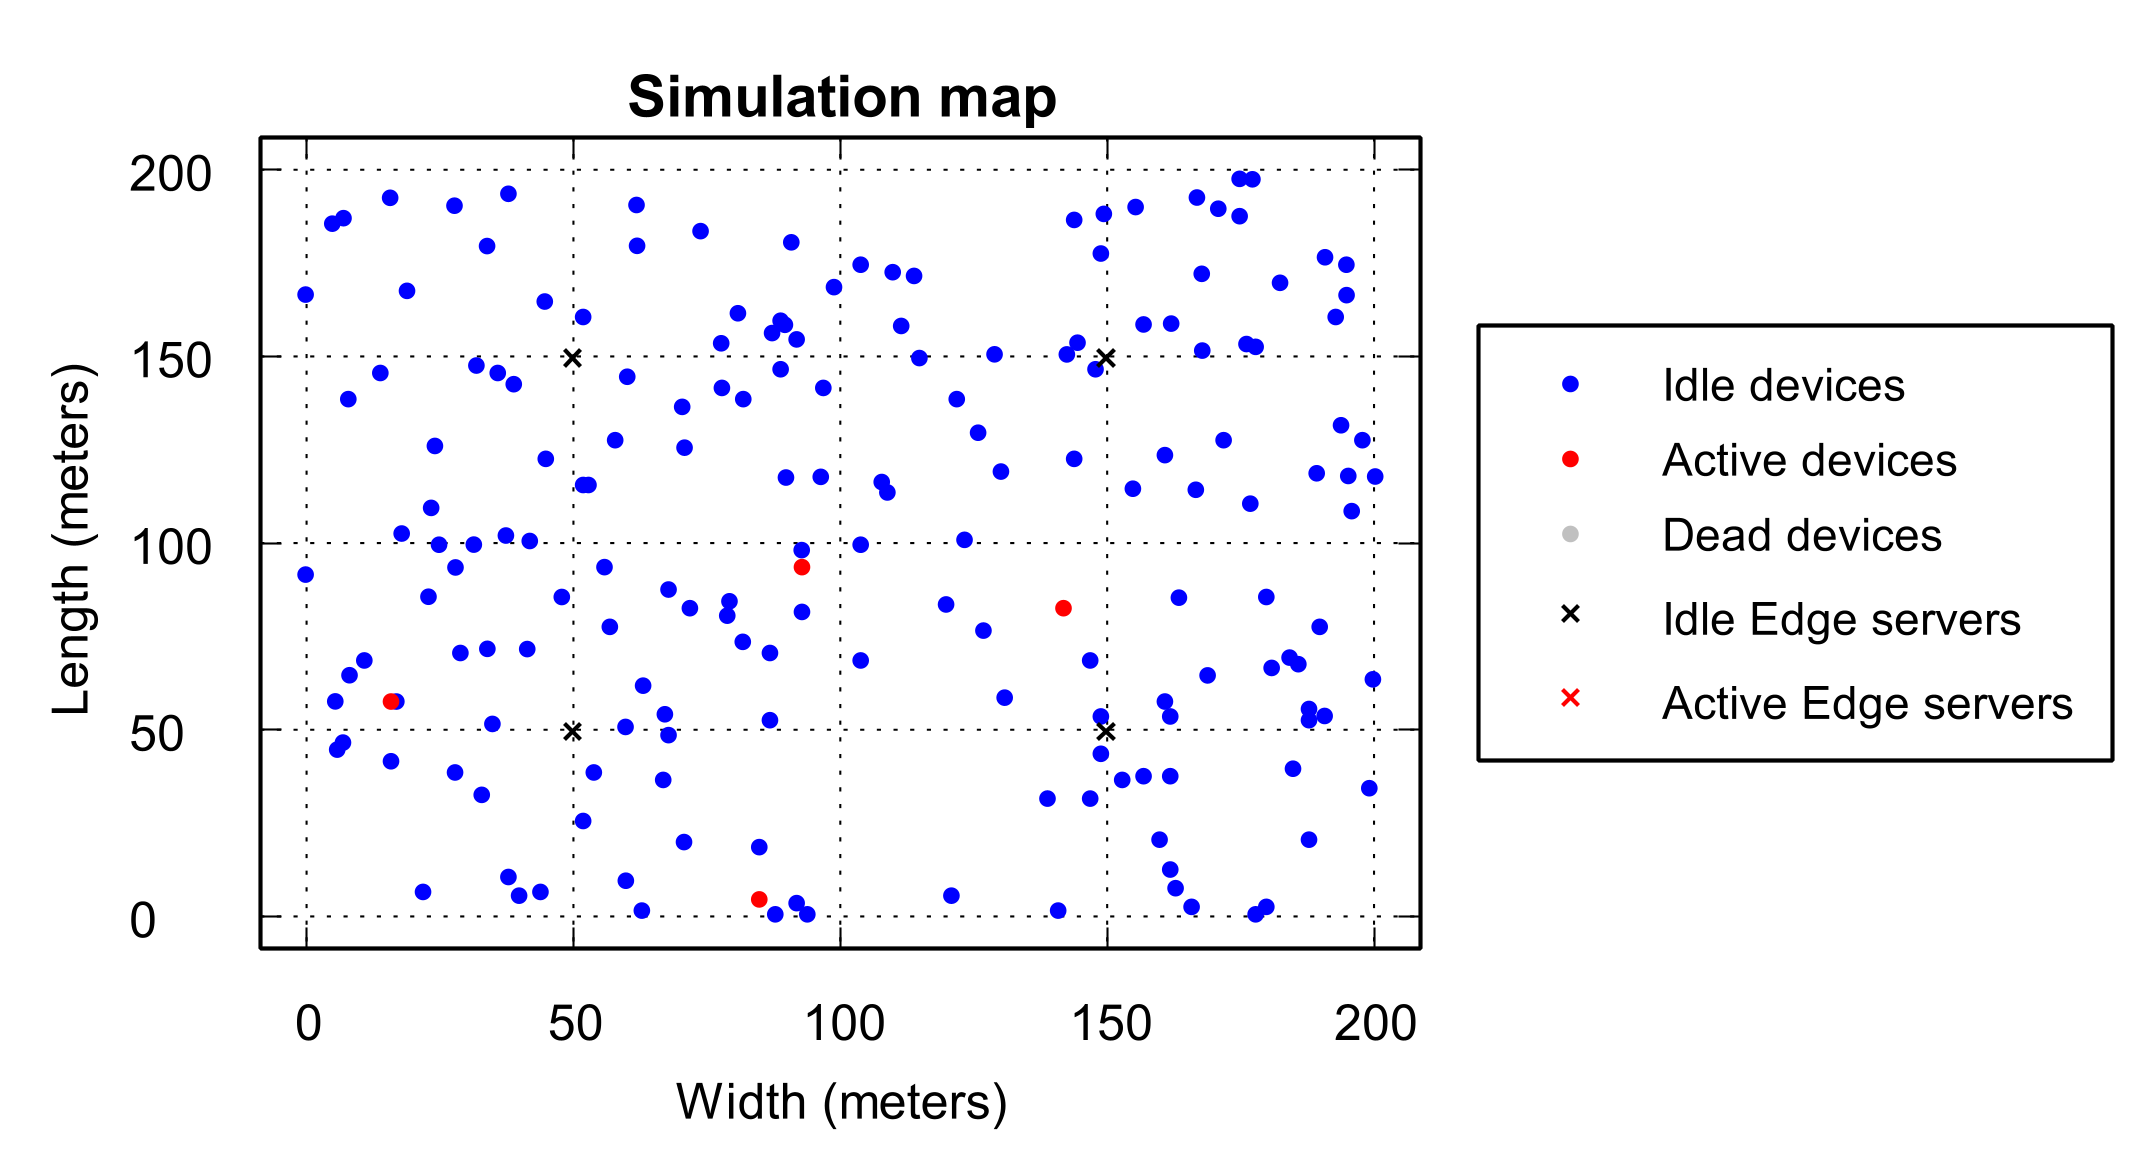 Simulation map
200
150
100
50
0
Length (meters)
0 50 100 150 200
Width (meters)
Idle devices
Active devices
Dead devices
Idle Edge servers
Active Edge servers